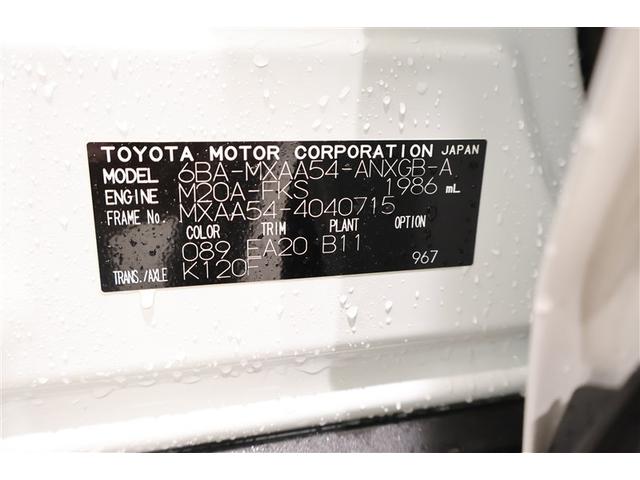 TOYOTA MOTOR CORPORATION JAPAN
MODEL 6BA-MXAA54-ANXGB-A
ENGINE M20A-FKS 1986 mL
FRAME No. MXAA54-4040715
COLOR TRIM PLANT OPTION
089 EA20 B11
TRANS./AXLE K120F 967